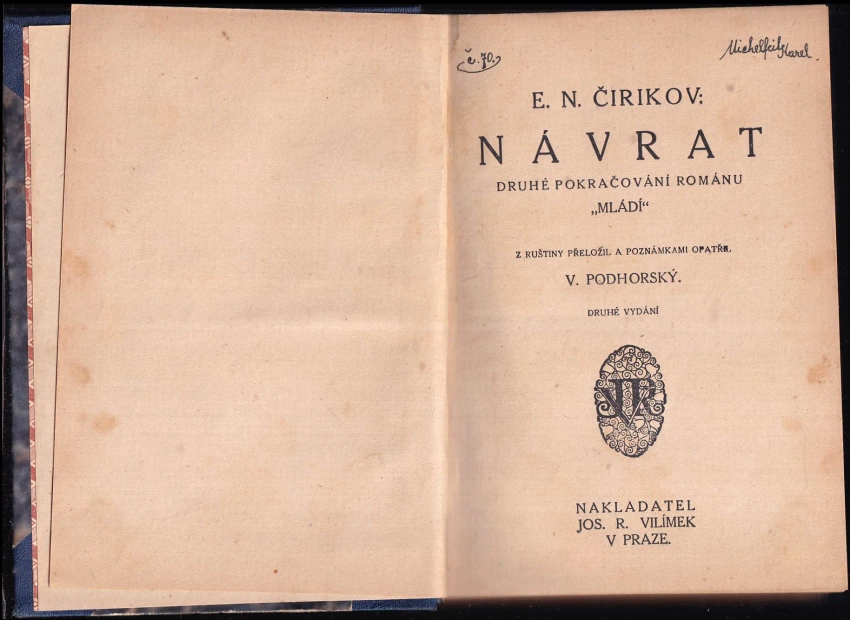 č. 70.
Karel
E. N. ČIRIKOV:
NÁVRAT
DRUHÉ POKRAČOVÁNÍ ROMÁNU
„MLÁDÍ“
Z RUŠTINY PŘELOŽIL A POZNÁMKAMI OPATŘIL
V. PODHORSKÝ.
DRUHÉ VYDÁNÍ
JRV
NAKLADATEL
JOS. R. VILÍMEK
V PRAZE.